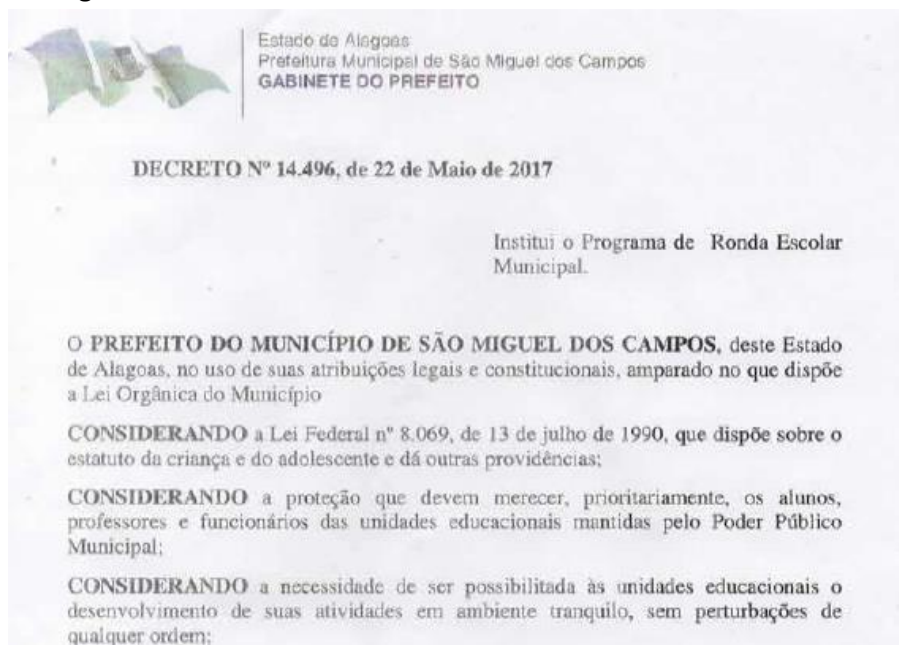 Estado de Alagoas
Prefeitura Municipal de São Miguel dos Campos
GABINETE DO PREFEITO
DECRETO Nº 14.496, de 22 de Maio de 2017
Institui o Programa de Ronda Escolar
Municipal.
O PREFEITO DO MUNICÍPIO DE SÃO MIGUEL DOS CAMPOS, deste Estado
de Alagoas, no uso de suas atribuições legais e constitucionais, amparado no que dispõe
a Lei Orgânica do Município
CONSIDERANDO a Lei Federal nº 8.069, de 13 de julho de 1990, que dispõe sobre o
estatuto da criança e do adolescente e dá outras providências;
CONSIDERANDO a proteção que devem merecer, prioritariamente, os alunos,
professores e funcionários das unidades educacionais mantidas pelo Poder Público
Municipal;
CONSIDERANDO a necessidade de ser possibilitada às unidades educacionais o
desenvolvimento de suas atividades em ambiente tranquilo, sem perturbações de
qualquer ordem;